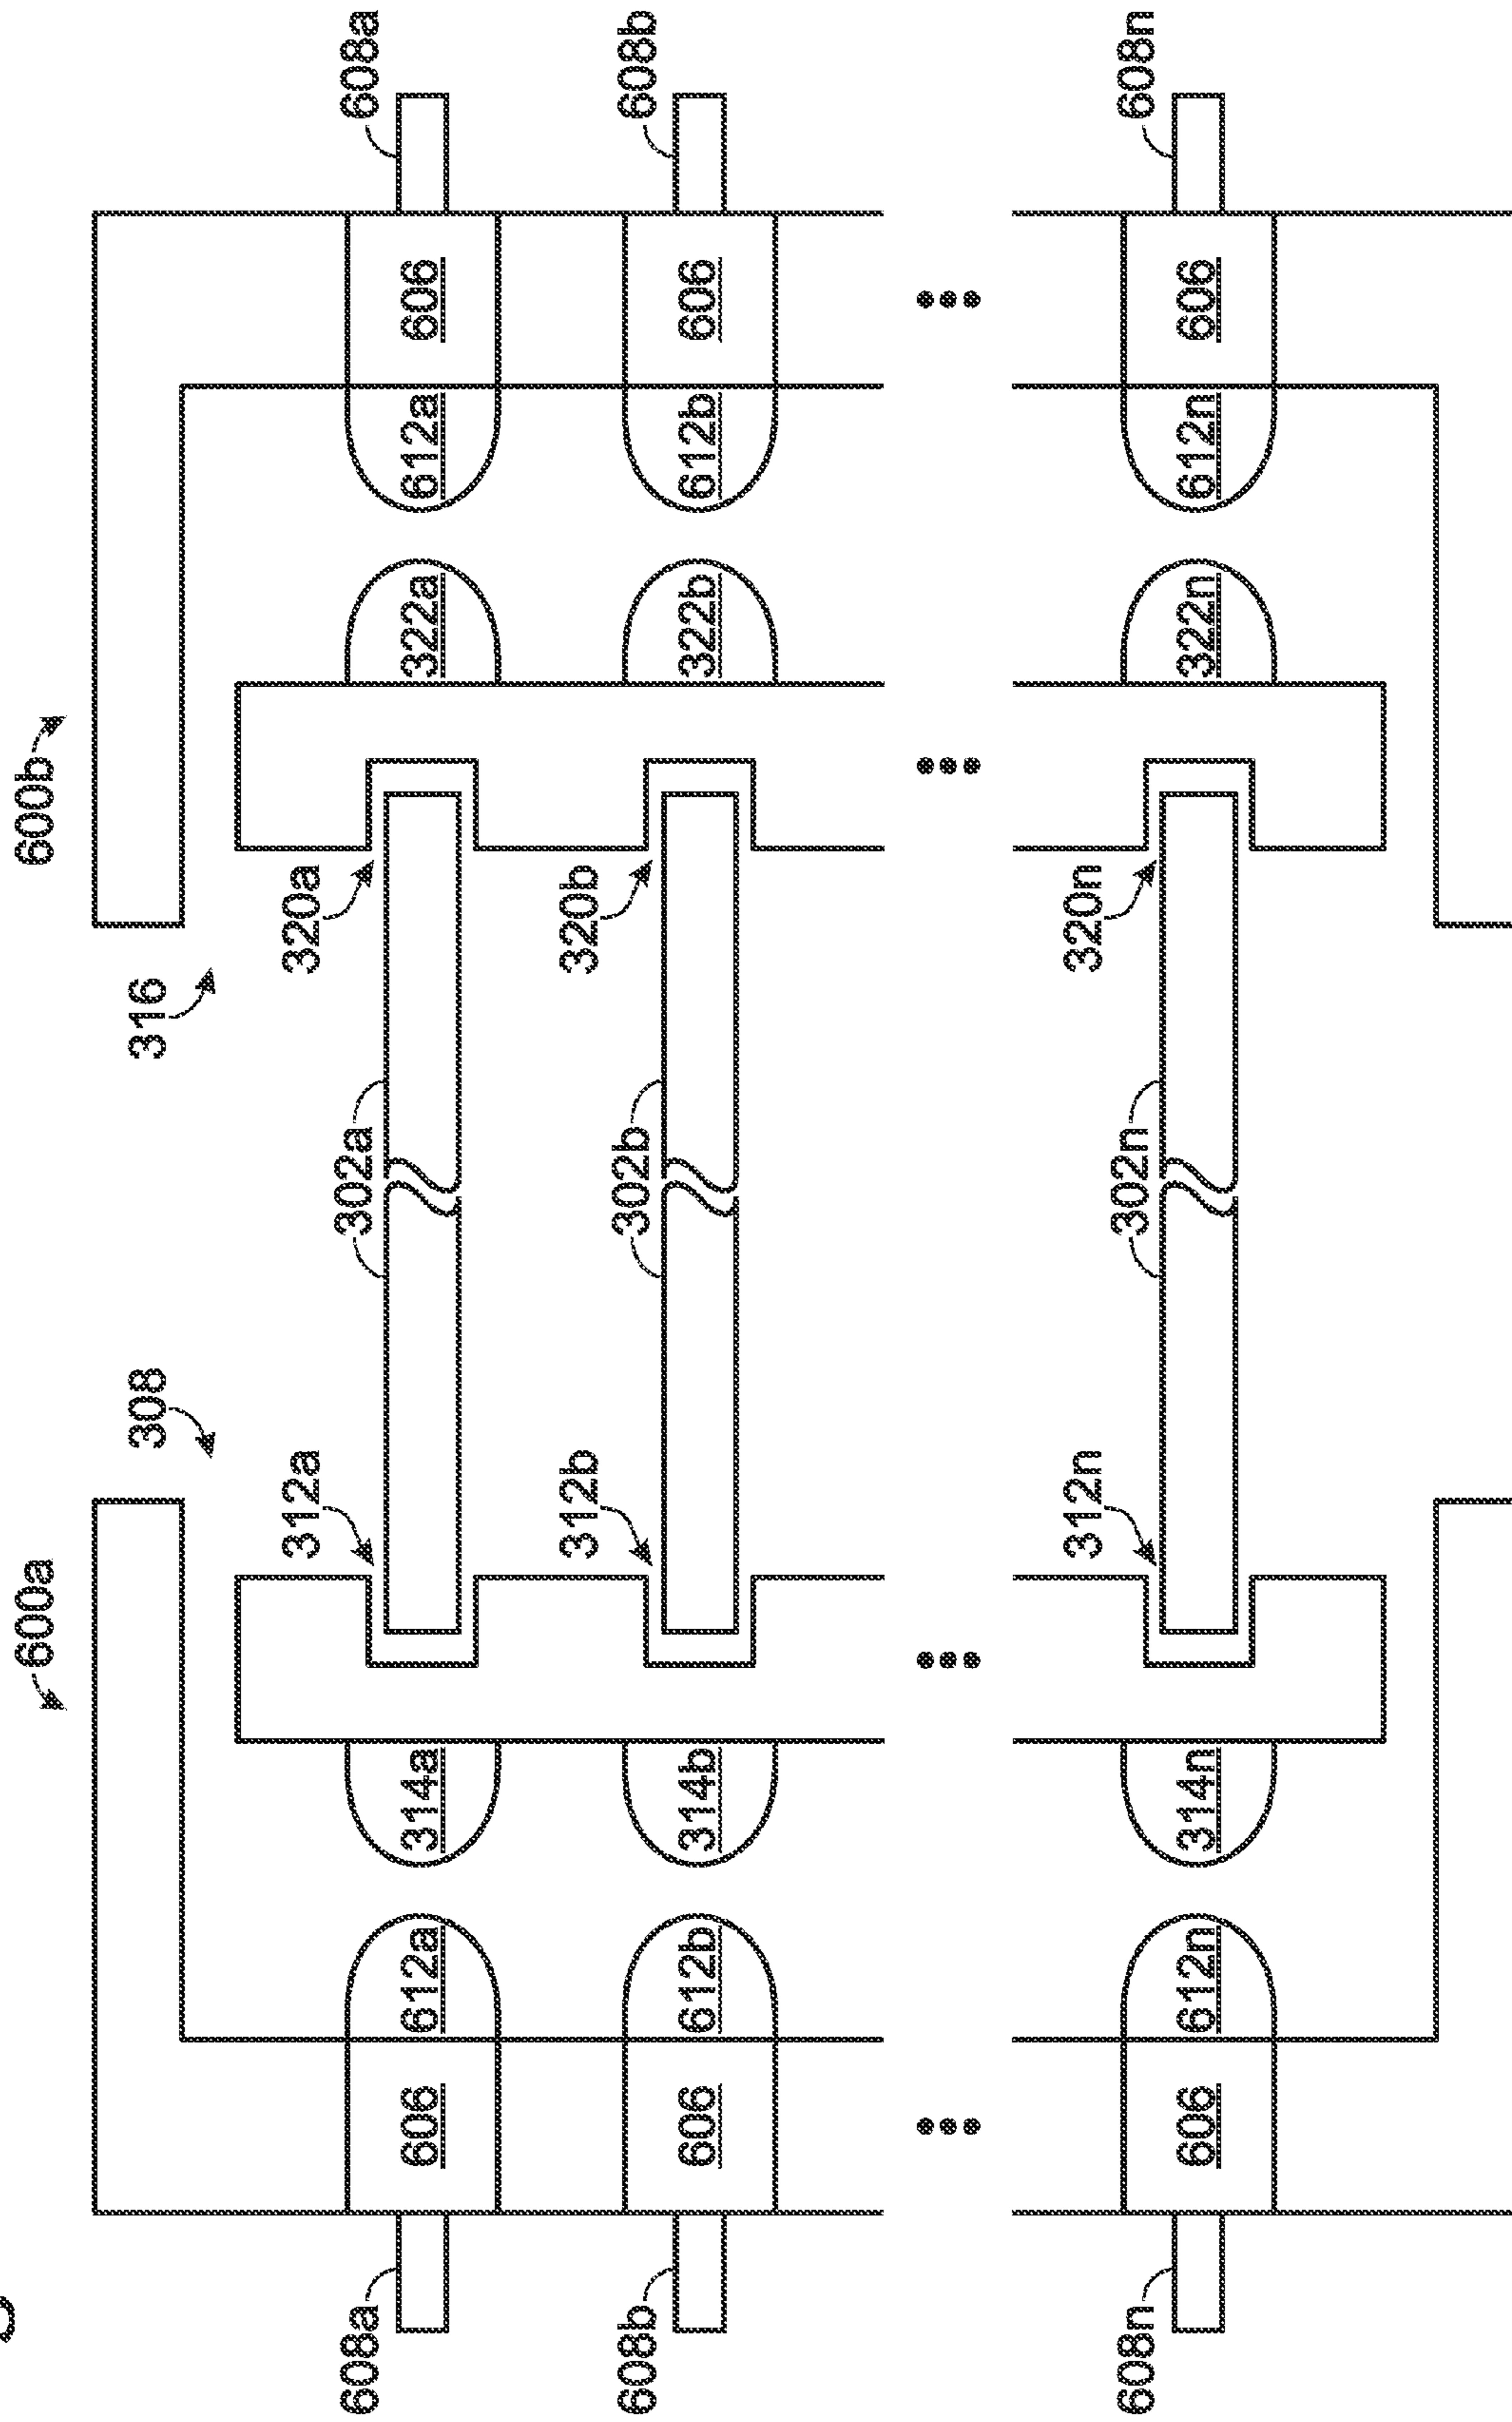 600a 600b
308 316
312a 320a
608a 302a 608a
606 612a 314a 322a 612a 606
312b 320b
608b 302b 608b
606 612b 314b 322b 612b 606
312n 320n
608n 302n 608n
606 612n 314n 322n 612n 606